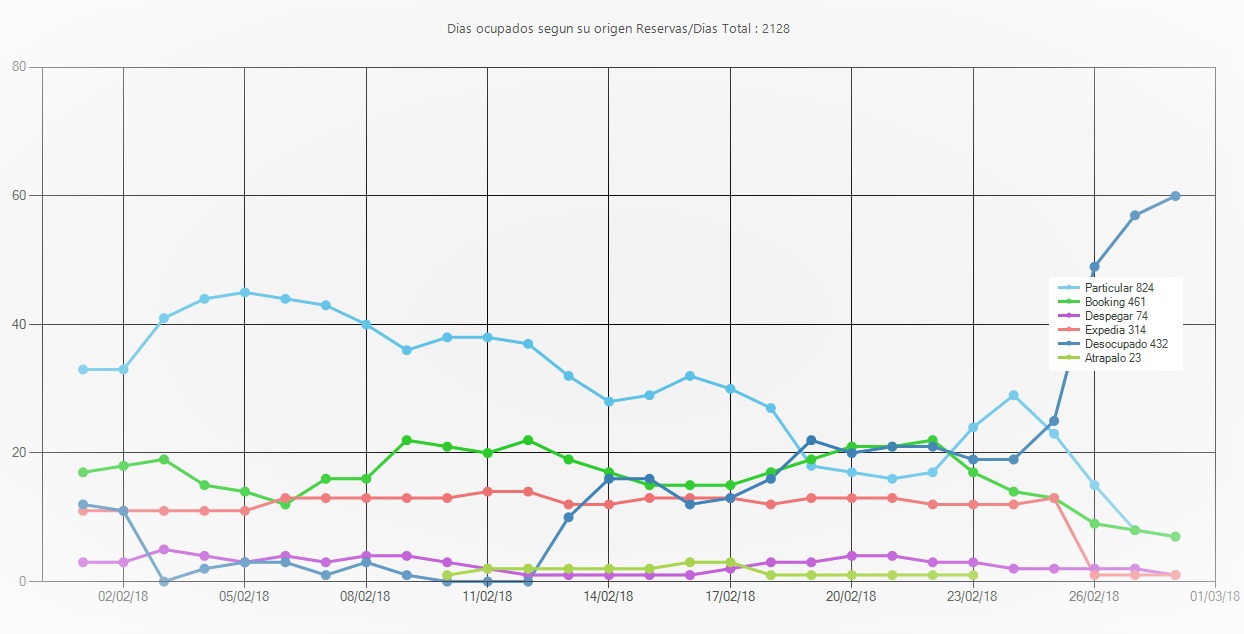 Dias ocupados segun su origen Reservas/Dias Total : 2128
80
60
40
20
0
Particular 824
Booking 461
Despegar 74
Expedia 314
Desocupado 432
Atrapalo 23
02/02/18 05/02/18 08/02/18 11/02/18 14/02/18 17/02/18 20/02/18 23/02/18 26/02/18 01/03/18